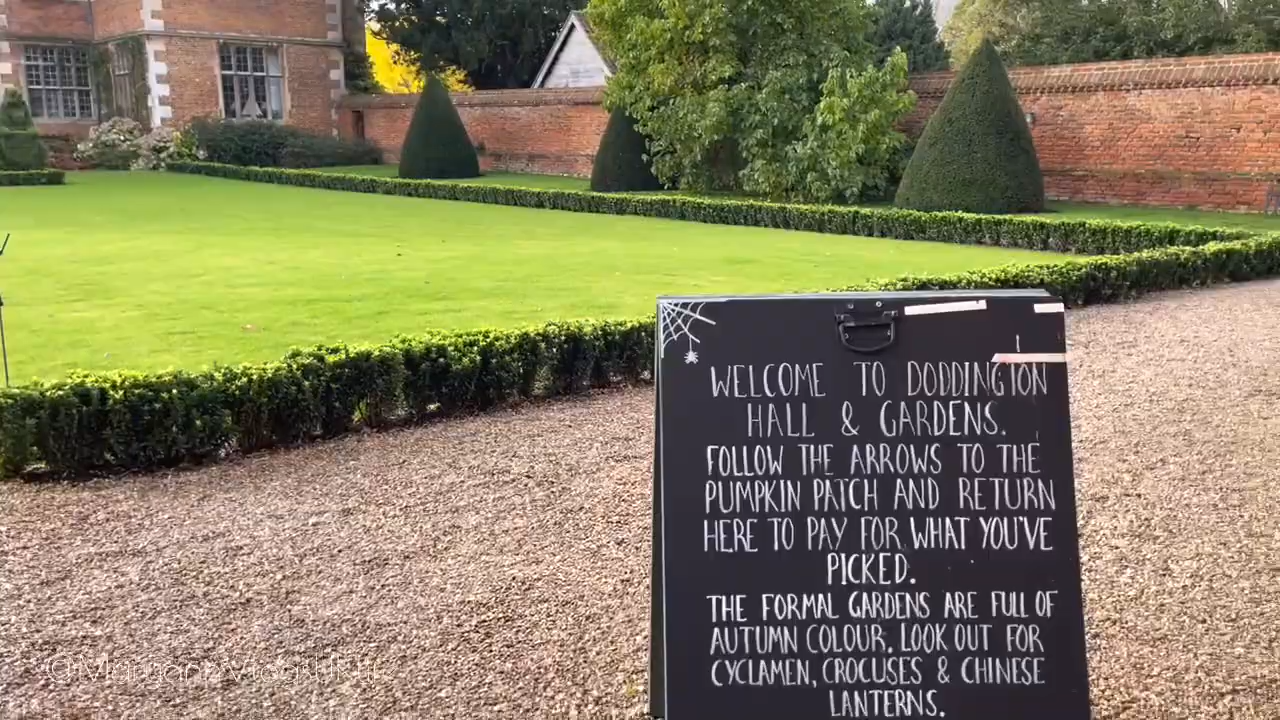 WELCOME TO DODDINGTON
HALL & GARDENS.
FOLLOW THE ARROWS TO THE
PUMPKIN PATCH AND RETURN
HERE TO PAY FOR WHAT YOU'VE
PICKED.
THE FORMAL GARDENS ARE FULL OF
AUTUMN COLOUR. LOOK OUT FOR
CYCLAMEN, CROCUSES & CHINESE
LANTERNS.